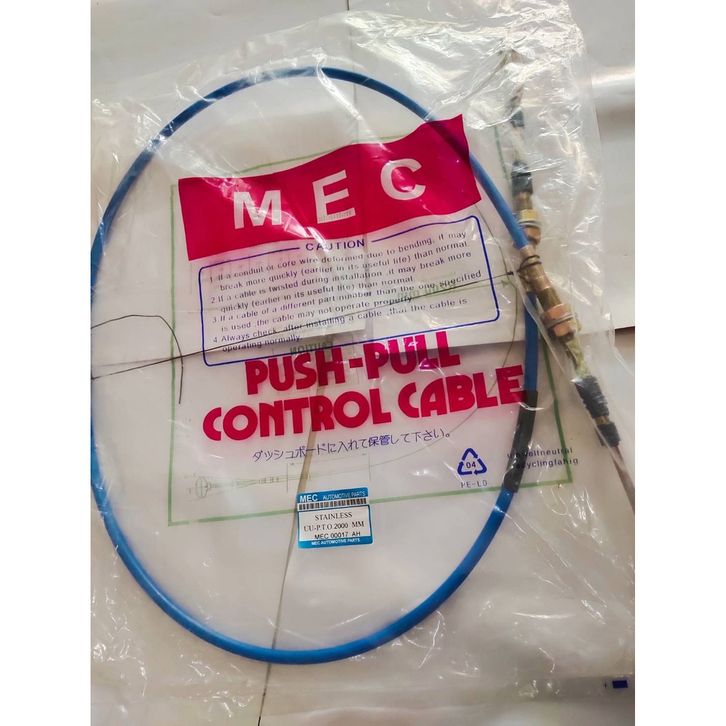 MEC
CAUTION
1. If a conduit or core wire deformed due to bending, it may
break more quickly (earlier in its useful life) than normal
2 If a cable is twisted during installation ,it may break more
quickly (earlier in its useful life) than normal
3.If a cable of a different part number than the one specified
is used ,the cable may not operate properly
4.Always check ,after installing a cable ,that the cable is
operating normally
PUSH-PULL
CONTROL CABLE
ダッシュボードに入れて保管して下さい。
04
PE-LD
recyclingfähig
MEC AUTOMOTIVE PARTS
STAINLESS
UU-P.T.O.2000 MM
MEC 00017 AH
MEC AUTOMOTIVE PARTS